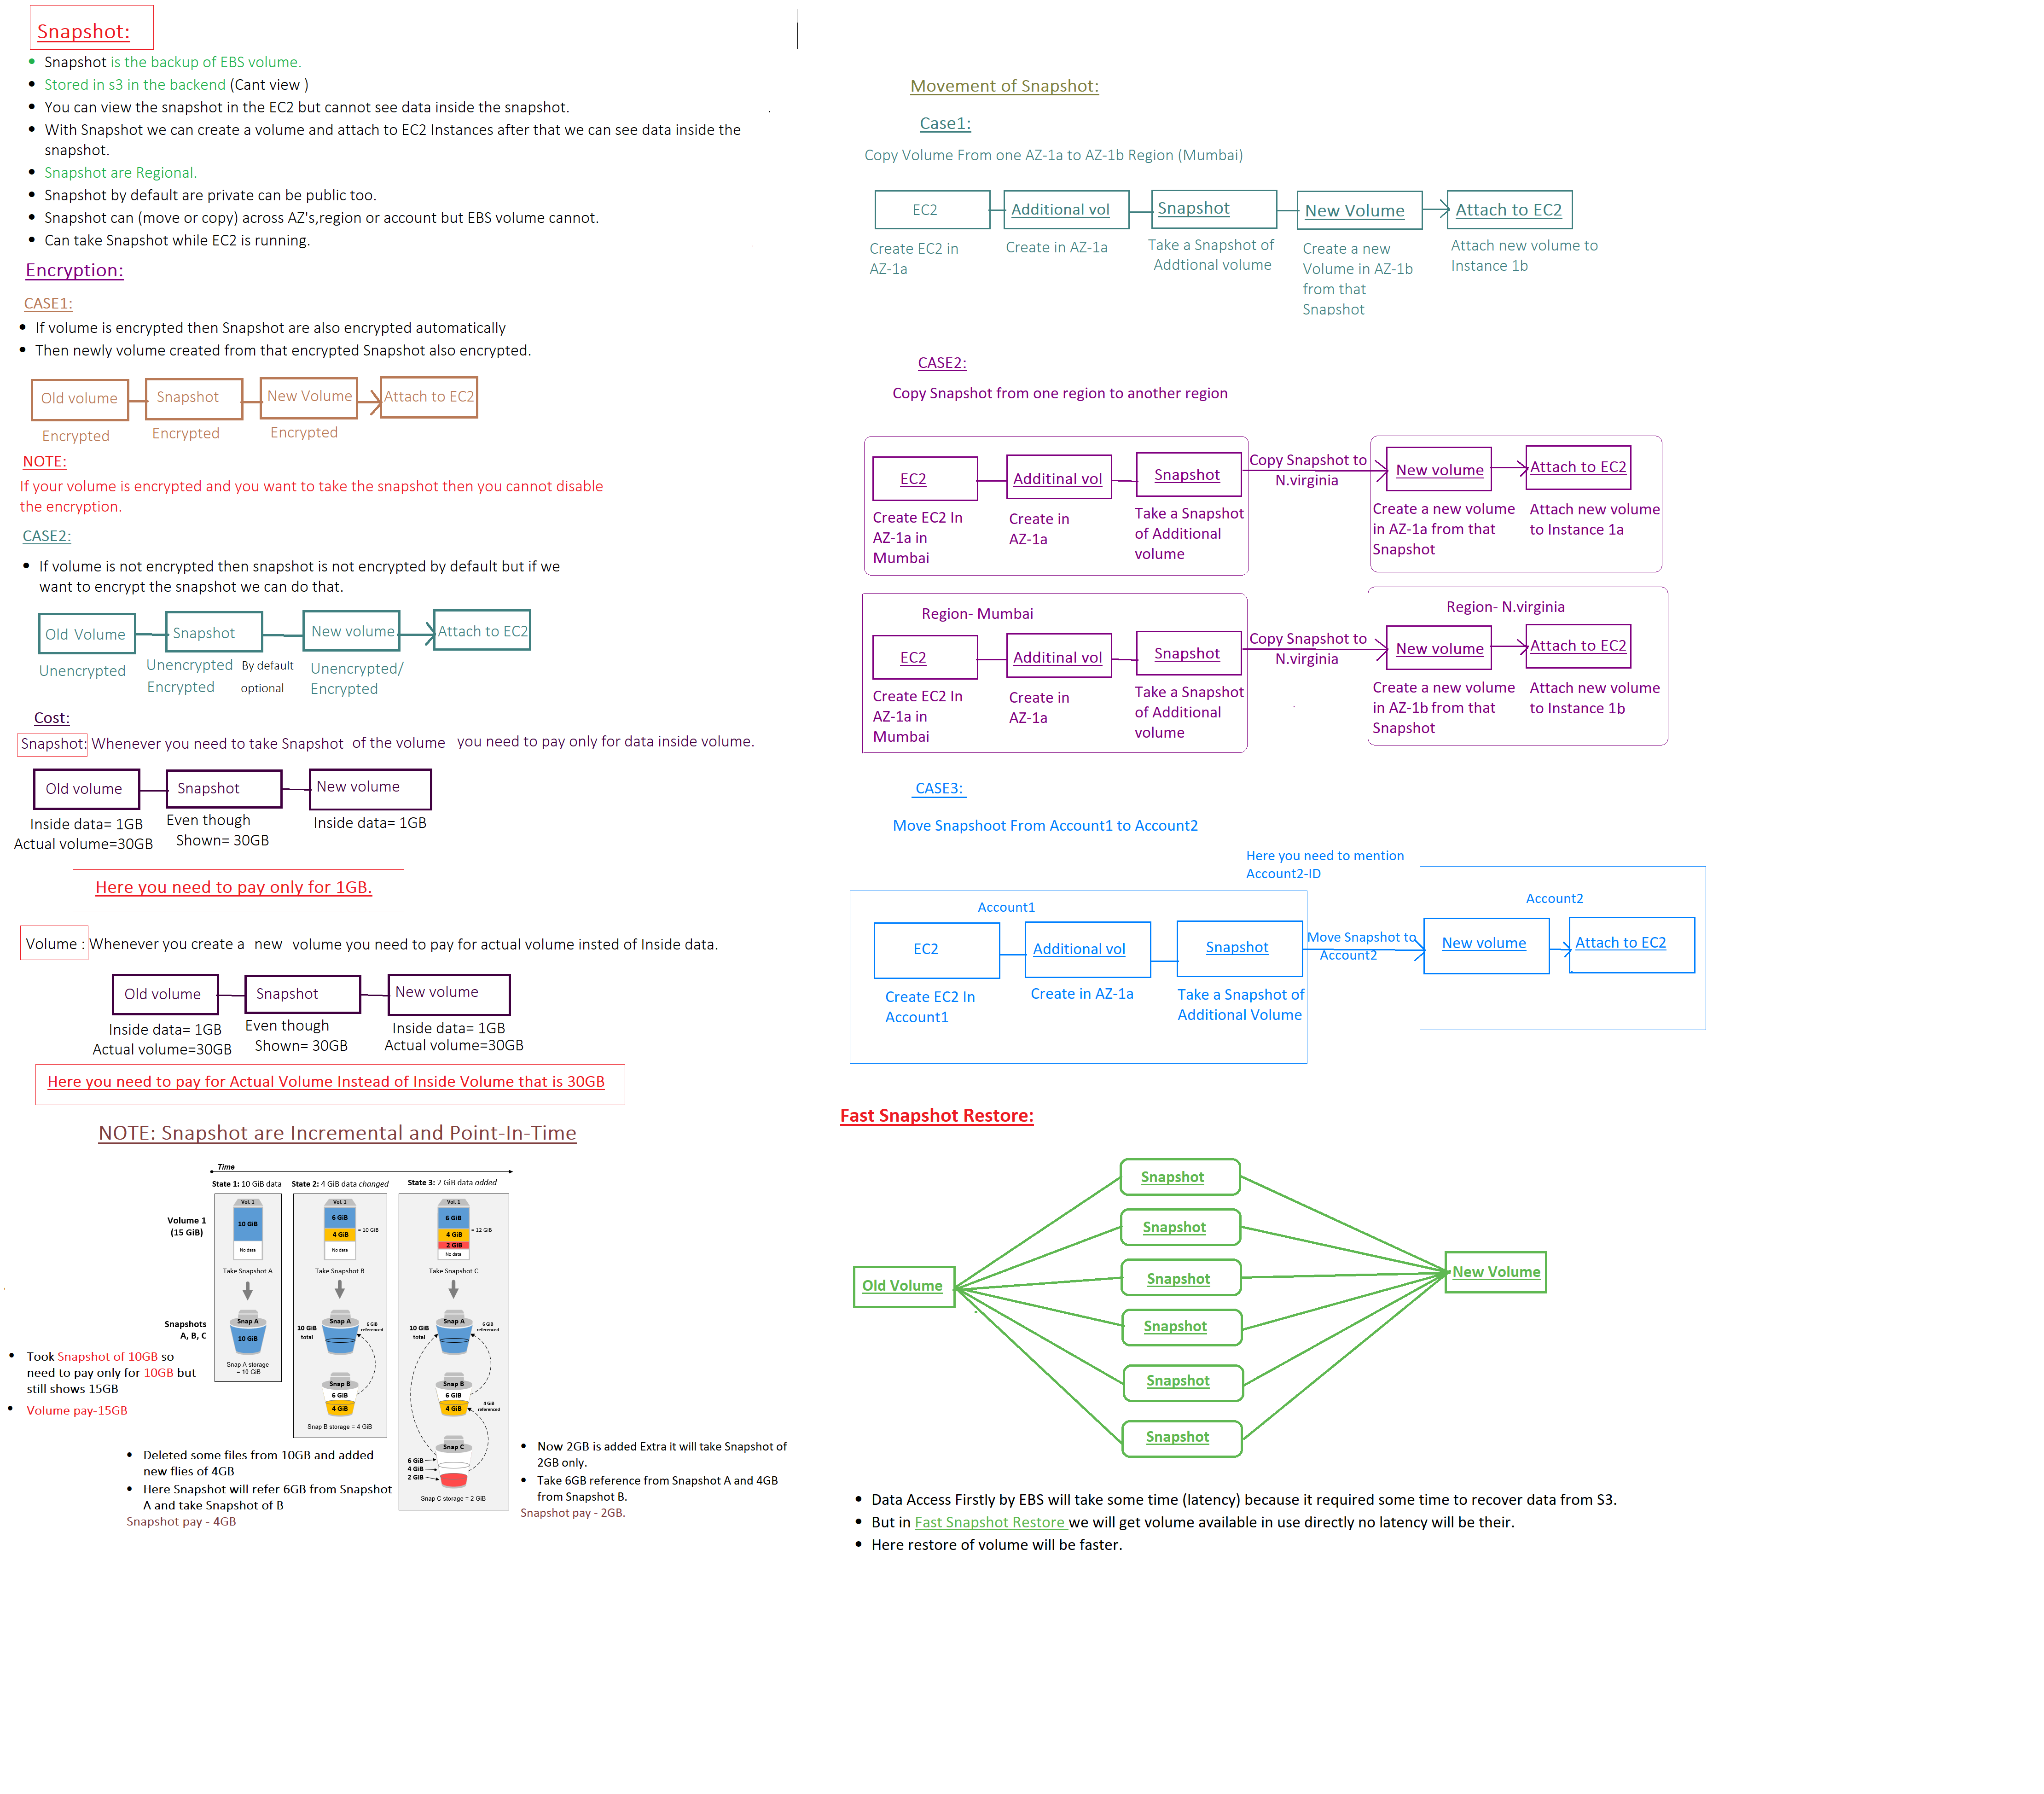 Snapshot:
Snapshot is the backup of EBS volume.
Stored in s3 in the backend (Cant view )
You can view the snapshot in the EC2 but cannot see data inside the snapshot.
With Snapshot we can create a volume and attach to EC2 Instances after that we can see data inside the
snapshot.
Snapshot are Regional.
Snapshot by default are private can be public too.
Snapshot can (move or copy) across AZ's,region or account but EBS volume cannot.
Can take Snapshot while EC2 is running.
Encryption:
CASE1:
If volume is encrypted then Snapshot are also encrypted automatically
Then newly volume created from that encrypted Snapshot also encrypted.
Old volume
Snapshot
New Volume
Attach to EC2
Encrypted
Encrypted
Encrypted
NOTE:
If your volume is encrypted and you want to take the snapshot then you cannot disable
the encryption.
CASE2:
If volume is not encrypted then snapshot is not encrypted by default but if we
want to encrypt the snapshot we can do that.
Old Volume
Snapshot
New volume
Attach to EC2
Unencrypted
Unencrypted By default
Encrypted optional
Unencrypted/
Encrypted
Cost:
Snapshot: Whenever you need to take Snapshot of the volume you need to pay only for data inside volume.
Old volume
Snapshot
New volume
Inside data= 1GB
Actual volume=30GB
Even though
Shown= 30GB
Inside data= 1GB
Here you need to pay only for 1GB.
Volume : Whenever you create a new volume you need to pay for actual volume insted of Inside data.
Old volume
Snapshot
New volume
Inside data= 1GB
Actual volume=30GB
Even though
Shown= 30GB
Inside data= 1GB
Actual volume=30GB
Here you need to pay for Actual Volume Instead of Inside Volume that is 30GB
NOTE: Snapshot are Incremental and Point-In-Time
Time
State 1: 10 GiB data
State 2: 4 GiB data changed
State 3: 2 GiB data added
Volume 1
(15 GiB)
Vol. 1
10 GiB
No data
Take Snapshot A
Vol. 1
6 GiB
4 GiB
= 10 GiB
No data
Take Snapshot B
Vol. 1
6 GiB
4 GiB
2 GiB
= 12 GiB
No data
Take Snapshot C
Snapshots
A, B, C
Snap A
10 GiB
Snap A storage
= 10 GiB
10 GiB
total
Snap A
6 GiB
referenced
Snap B
6 GiB
4 GiB
Snap B storage = 4 GiB
10 GiB
total
Snap A
6 GiB
referenced
Snap B
6 GiB
4 GiB
4 GiB
referenced
Snap C
6 GiB
4 GiB
2 GiB
Snap C storage = 2 GiB
Took Snapshot of 10GB so
need to pay only for 10GB but
still shows 15GB
Volume pay-15GB
Deleted some files from 10GB and added
new flies of 4GB
Here Snapshot will refer 6GB from Snapshot
A and take Snapshot of B
Snapshot pay - 4GB
Now 2GB is added Extra it will take Snapshot of
2GB only.
Take 6GB reference from Snapshot A and 4GB
from Snapshot B.
Snapshot pay - 2GB.
Movement of Snapshot:
Case1:
Copy Volume From one AZ-1a to AZ-1b Region (Mumbai)
EC2
Additional vol
Snapshot
New Volume
Attach to EC2
Create EC2 in
AZ-1a
Create in AZ-1a
Take a Snapshot of
Addtional volume
Create a new
Volume in AZ-1b
from that
Snapshot
Attach new volume to
Instance 1b
CASE2:
Copy Snapshot from one region to another region
EC2
Additinal vol
Snapshot
Copy Snapshot to
N.virginia
New volume
Attach to EC2
Create EC2 In
AZ-1a in
Mumbai
Create in
AZ-1a
Take a Snapshot
of Additional
volume
Create a new volume
in AZ-1a from that
Snapshot
Attach new volume
to Instance 1a
Region- Mumbai
Region- N.virginia
EC2
Additinal vol
Snapshot
Copy Snapshot to
N.virginia
New volume
Attach to EC2
Create EC2 In
AZ-1a in
Mumbai
Create in
AZ-1a
Take a Snapshot
of Additional
volume
Create a new volume
in AZ-1b from that
Snapshot
Attach new volume
to Instance 1b
CASE3:
Move Snapshoot From Account1 to Account2
Here you need to mention
Account2-ID
Account1
Account2
EC2
Additional vol
Snapshot
Move Snapshot to
Account2
New volume
Attach to EC2
Create EC2 In
Account1
Create in AZ-1a
Take a Snapshot of
Additional Volume
Fast Snapshot Restore:
Snapshot
Snapshot
Snapshot
Snapshot
Snapshot
Snapshot
Old Volume
New Volume
Data Access Firstly by EBS will take some time (latency) because it required some time to recover data from S3.
But in Fast Snapshot Restore we will get volume available in use directly no latency will be their.
Here restore of volume will be faster.